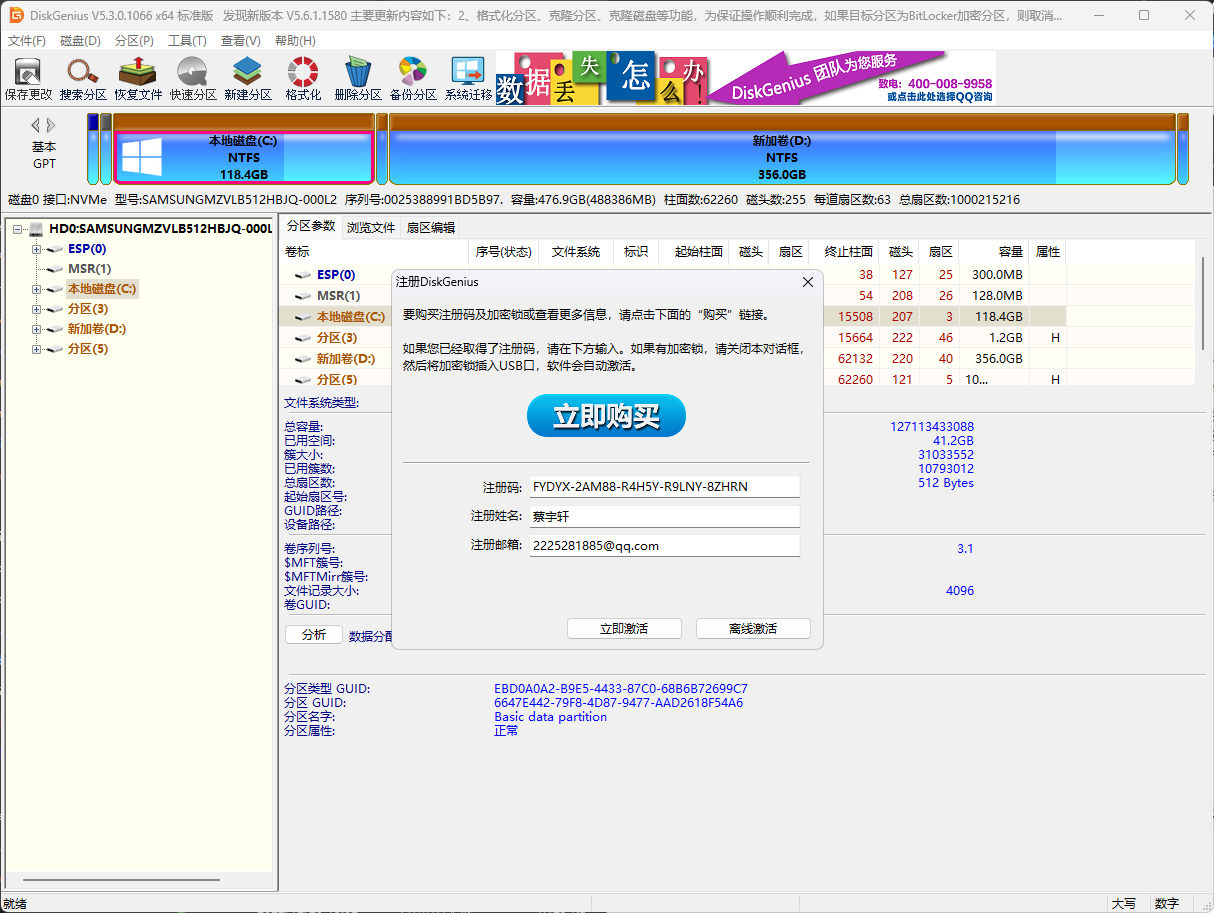 DiskGenius V5.3.0.1066 x64 标准版 发现新版本 V5.6.1.1580 主要更新内容如下：2、格式化分区、克隆分区、克隆磁盘等功能，为保证操作顺利完成，如果目标分区为BitLocker加密分区，则取消...
文件(F) 磁盘(D) 分区(P) 工具(T) 查看(V) 帮助(H)
保存更改 搜索分区 恢复文件 快速分区 新建分区 格式化 删除分区 备份分区 系统迁移
数据丢失怎么办! DiskGenius 团队为您服务
致电: 400-008-9958
或点击此处选择QQ咨询
基本
GPT
本地磁盘(C:)
NTFS
118.4GB
新加卷(D:)
NTFS
356.0GB
磁盘0 接口:NVMe 型号:SAMSUNGMZVLB512HBJQ-000L2 序列号:0025388991BD5B97. 容量:476.9GB(488386MB) 柱面数:62260 磁头数:255 每道扇区数:63 总扇区数:1000215216
HD0:SAMSUNGMZVLB512HBJQ-000L
ESP(0)
MSR(1)
本地磁盘(C:)
分区(3)
新加卷(D:)
分区(5)
分区参数 浏览文件 扇区编辑
卷标 序号(状态) 文件系统 标识 起始柱面 磁头 扇区 终止柱面 磁头 扇区 容量 属性
ESP(0) 38 127 25 300.0MB
MSR(1) 54 208 26 128.0MB
本地磁盘(C:) 15508 207 3 118.4GB
分区(3) 15664 222 46 1.2GB H
新加卷(D:) 62132 220 40 356.0GB
分区(5) 62260 121 5 10... H
文件系统类型:
总容量: 127113433088
已用空间: 41.2GB
簇大小: 31033552
已用簇数: 10793012
总扇区数: 512 Bytes
起始扇区号:
GUID路径:
设备路径:
卷序列号: 3.1
$MFT簇号:
$MFTMirr簇号:
文件记录大小: 4096
卷GUID:
分析 数据分配
分区类型 GUID: EBD0A0A2-B9E5-4433-87C0-68B6B72699C7
分区 GUID: 6647E442-79F8-4D87-9477-AAD2618F54A6
分区名字: Basic data partition
分区属性: 正常
注册DiskGenius
要购买注册码及加密锁或查看更多信息，请点击下面的“购买”链接。
如果您已经取得了注册码，请在下方输入。如果有加密锁，请关闭本对话框，
然后将加密锁插入USB口，软件会自动激活。
立即购买
注册码: FYDYX-2AM88-R4H5Y-R9LNY-8ZHRN
注册姓名: 蔡宇轩
注册邮箱: 2225281885@qq.com
立即激活 离线激活
就绪 大写 数字